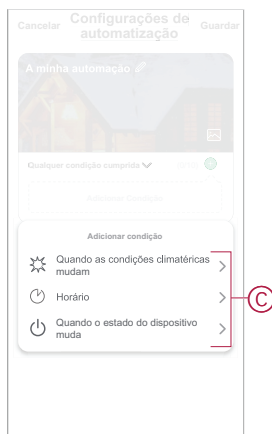 Cancelar
Configurações de
automatização
Guardar
A minha automação
Qualquer condição cumprida
Adicionar Condição
Adicionar condição
Quando as condições climatéricas
mudam
Horário
Quando o estado do dispositivo
muda
C